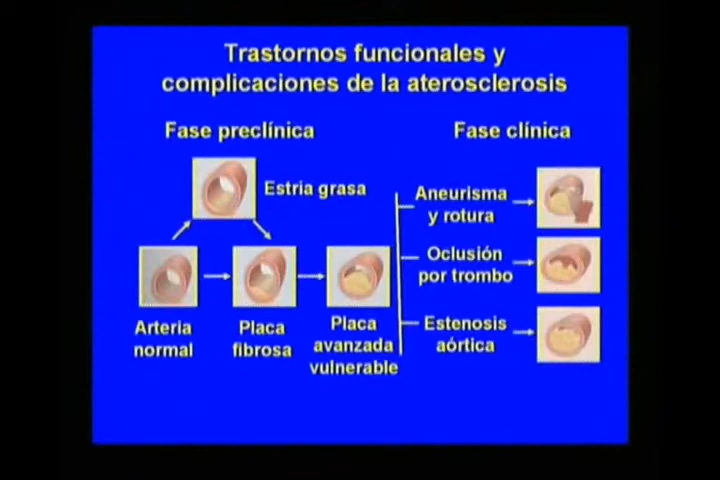 Trastornos funcionales y
complicaciones de la aterosclerosis
Fase preclínica
Fase clínica
Estria grasa
Arteria
normal
Placa
fibrosa
Placa
avanzada
vulnerable
Aneurisma
y rotura
Oclusión
por trombo
Estenosis
aórtica